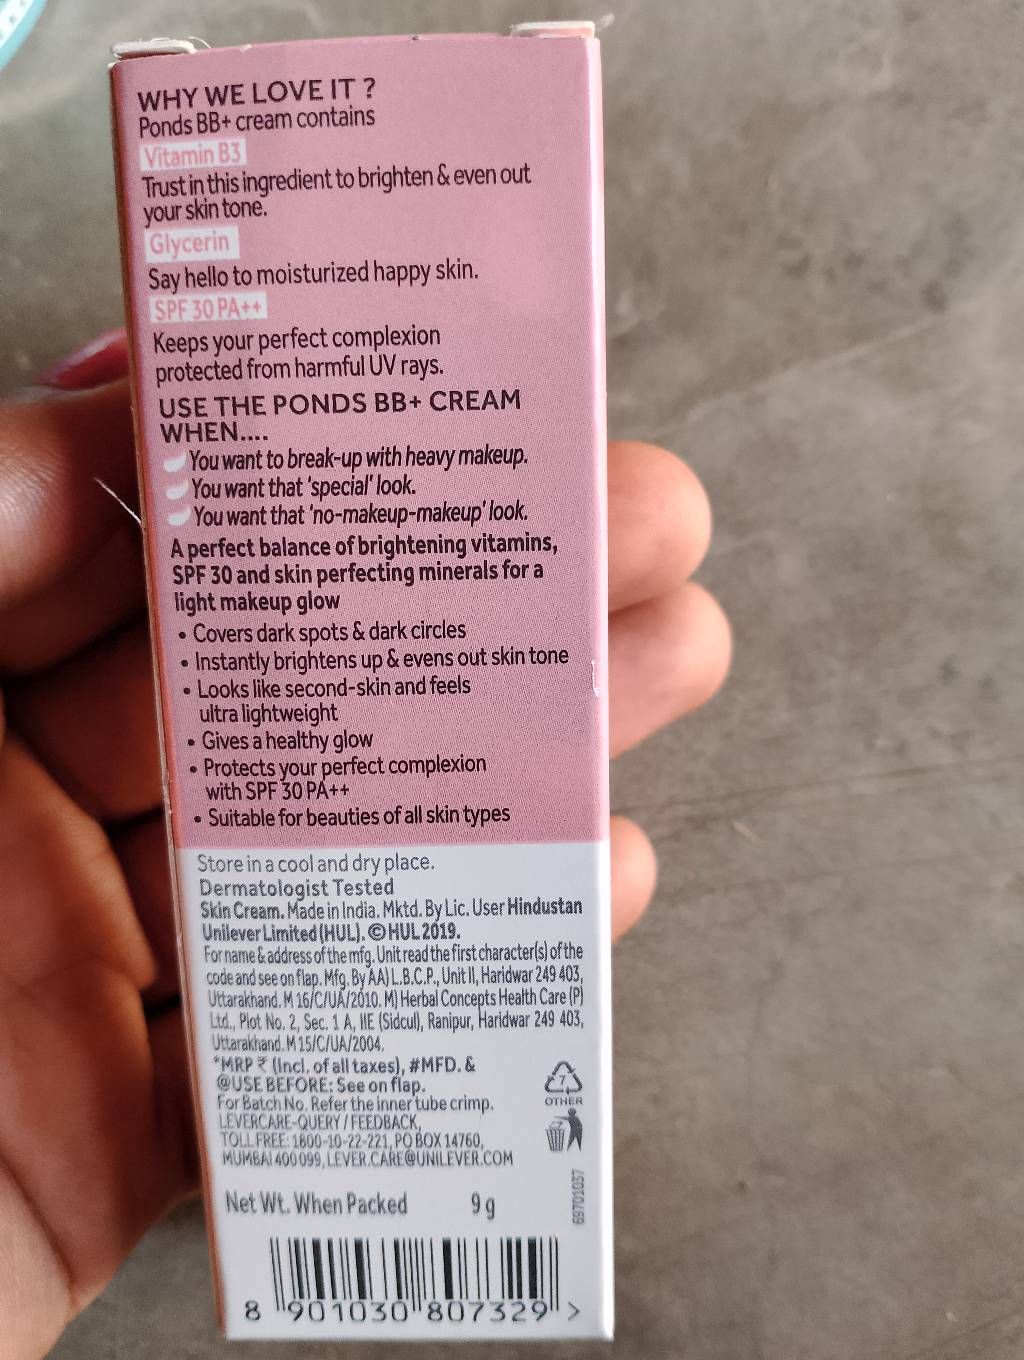 WHY WE LOVE IT ?
Ponds BB+ cream contains
Vitamin B3
Trust in this ingredient to brighten & even out
your skin tone.
Glycerin
Say hello to moisturized happy skin.
SPF 30 PA++
Keeps your perfect complexion
protected from harmful UV rays.
USE THE PONDS BB+ CREAM
WHEN....
You want to break-up with heavy makeup.
You want that 'special' look.
You want that 'no-makeup-makeup' look.
A perfect balance of brightening vitamins,
SPF 30 and skin perfecting minerals for a
light makeup glow
• Covers dark spots & dark circles
• Instantly brightens up & evens out skin tone
• Looks like second-skin and feels
ultra lightweight
• Gives a healthy glow
• Protects your perfect complexion
with SPF 30 PA++
• Suitable for beauties of all skin types
Store in a cool and dry place.
Dermatologist Tested
Skin Cream. Made in India. Mktd. By Lic. User Hindustan
Unilever Limited (HUL). © HUL 2019.
For name & address of the mfg. Unit read the first character(s) of the
code and see on flap. Mfg. By AA) L.B.C.P., Unit II, Haridwar 249 403,
Uttarakhand. M 16/C/UA/2010. M) Herbal Concepts Health Care (P)
Ltd., Plot No. 2, Sec. 1 A, IIE (Sidcul), Ranipur, Haridwar 249 403,
Uttarakhand. M 15/C/UA/2004.
*MRP ₹ (Incl. of all taxes), #MFD. &
@USE BEFORE: See on flap.
For Batch No. Refer the inner tube crimp.
LEVERCARE-QUERY / FEEDBACK,
TOLL FREE: 1800-10-22-221, PO BOX 14760,
MUMBAI 400 099, LEVER.CARE@UNILEVER.COM
7
OTHER
69701037
Net Wt. When Packed 9 g
8 901030 807329 >